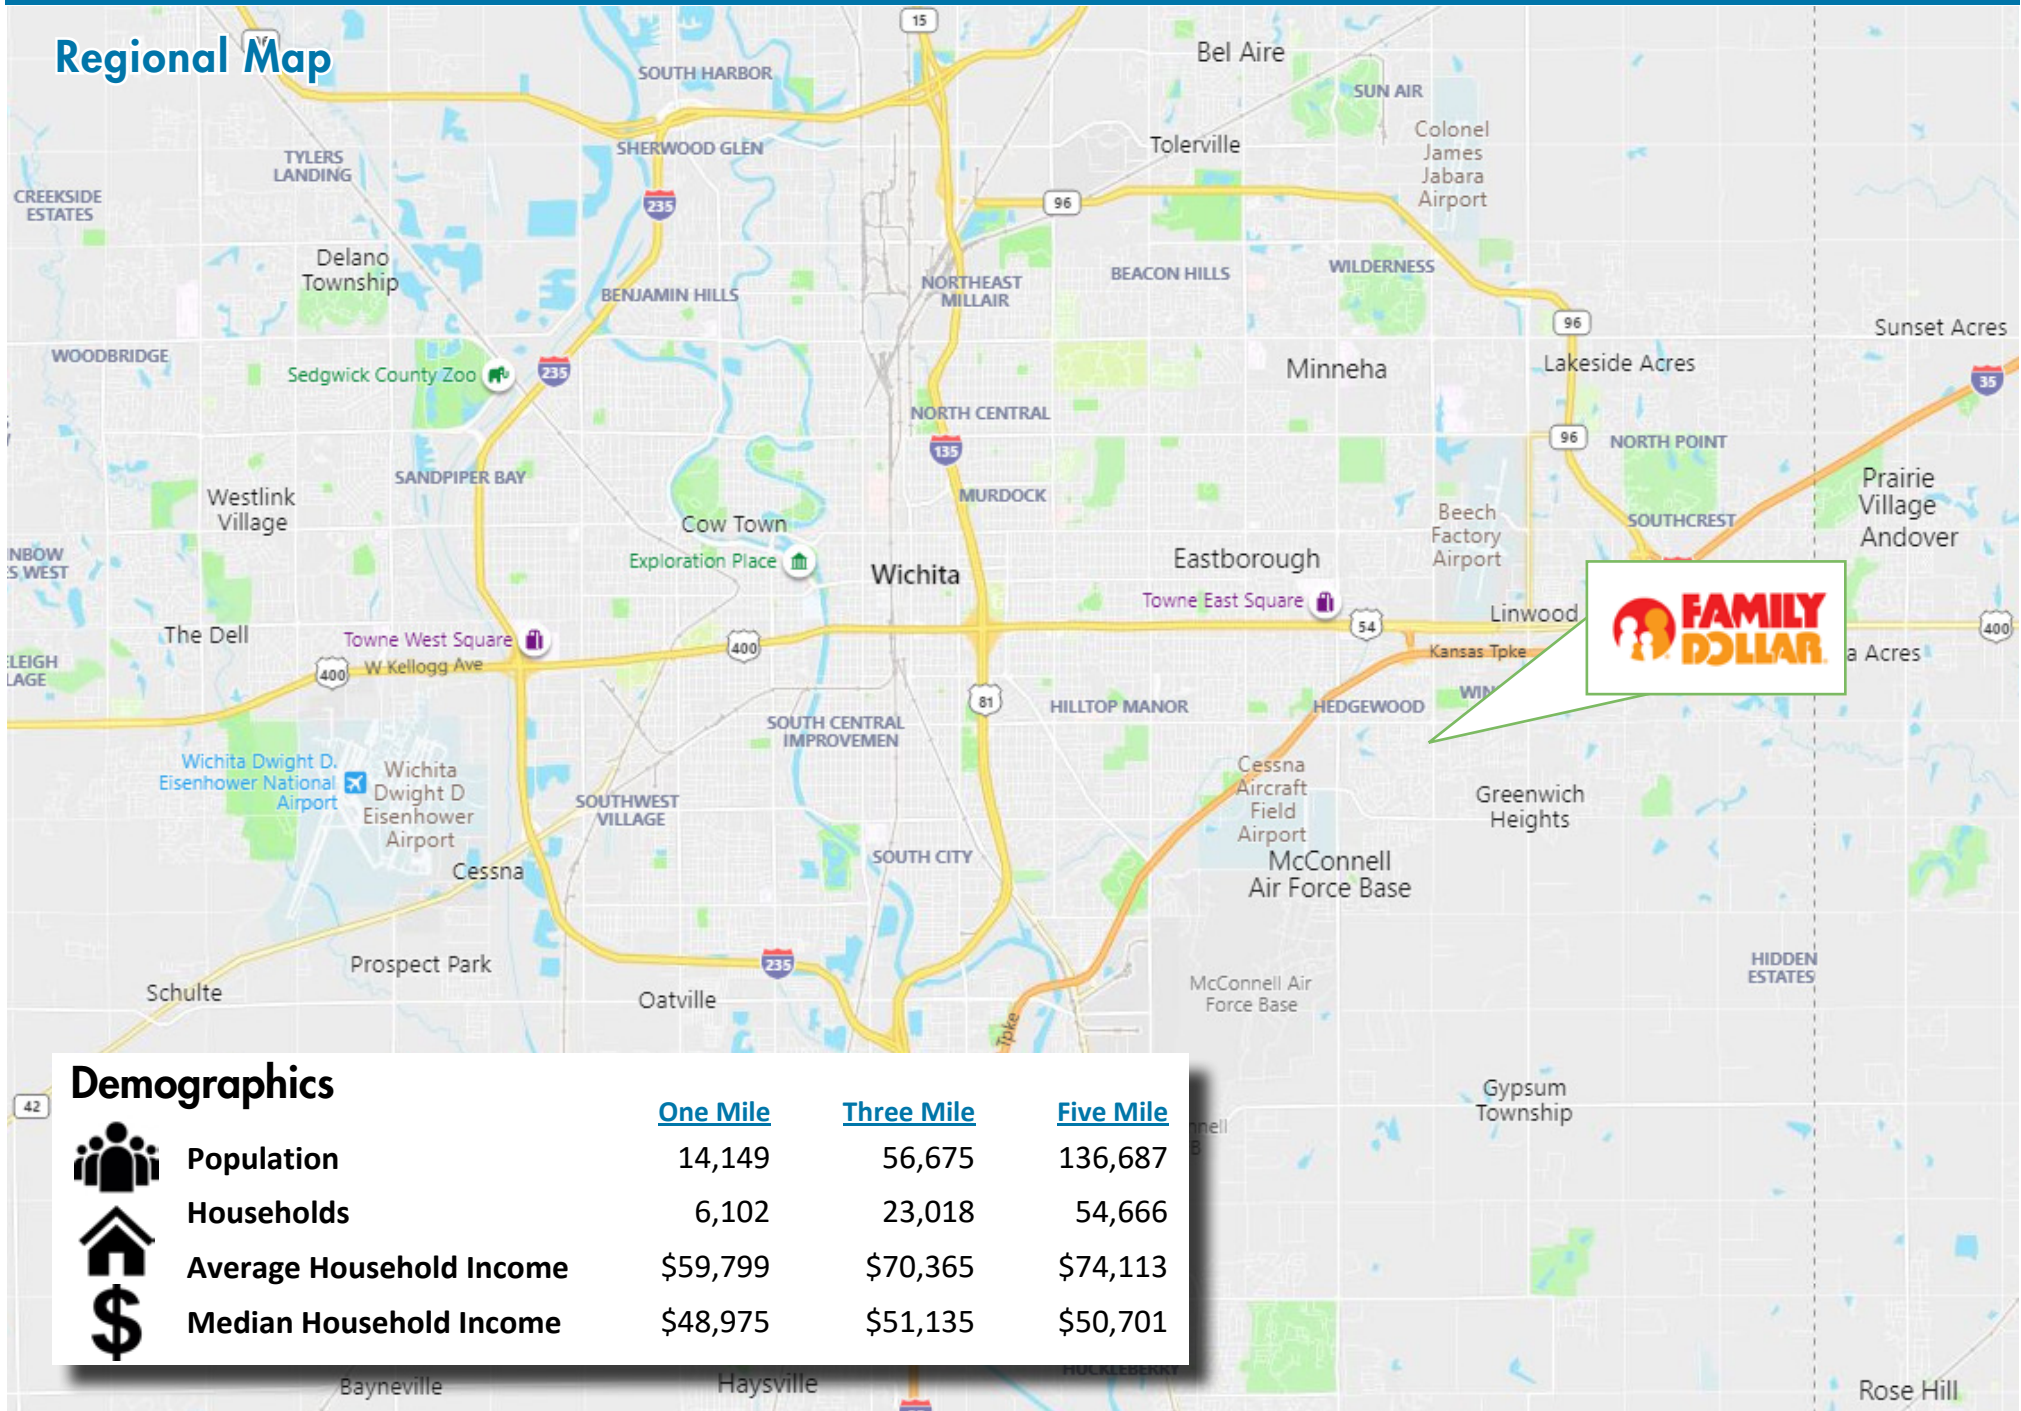 Regional Map
15
Bel Aire
SOUTH HARBOR
SUN AIR
Colonel
James
Jabara
Airport
Tolerville
SHERWOOD GLEN
TYLERS
LANDING
CREEKSIDE
ESTATES
235
96
Delano
Township
NORTHEAST
MILLAIR
BEACON HILLS
WILDERNESS
BENJAMIN HILLS
96
Sunset Acres
WOODBRIDGE
Sedgwick County Zoo
235
Minneha
Lakeside Acres
35
NORTH CENTRAL
135
96
NORTH POINT
SANDPIPER BAY
Westlink
Village
MURDOCK
Prairie
Village
Andover
Cow Town
Beech
Factory
Airport
SOUTHCREST
NBOW
S WEST
Exploration Place
Wichita
Eastborough
Towne East Square
54
Linwood
FAMILY
DOLLAR
400
The Dell
Towne West Square
400
W Kellogg Ave
400
Kansas Tpke
a Acres
LEIGH
LAGE
81
HILLTOP MANOR
HEDGEWOOD
WIN
SOUTH CENTRAL
IMPROVEMEN
Wichita Dwight D.
Eisenhower National
Airport
Wichita
Dwight D
Eisenhower
Airport
Cessna
Aircraft
Field
Airport
Greenwich
Heights
SOUTHWEST
VILLAGE
SOUTH CITY
McConnell
Air Force Base
Cessna
Prospect Park
235
HIDDEN
ESTATES
Schulte
Oatville
McConnell Air
Force Base
Tpke
Demographics
42
One Mile Three Mile Five Mile
Population 14,149 56,675 136,687
Households 6,102 23,018 54,666
Average Household Income $59,799 $70,365 $74,113
Median Household Income $48,975 $51,135 $50,701
nnell
B
Gypsum
Township
HUCKLEBERRY
Bayneville
Haysville
Rose Hill